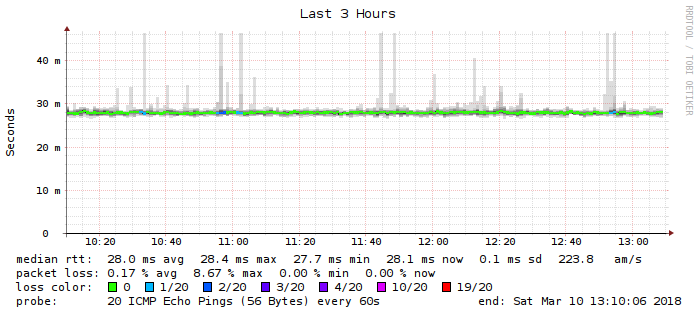 Last 3 Hours
RRDTOOL / TOBI OETIKER
Seconds
40 m
30 m
20 m
10 m
0
10:20 10:40 11:00 11:20 11:40 12:00 12:20 12:40 13:00
median rtt: 28.0 ms avg 28.4 ms max 27.7 ms min 28.1 ms now 0.1 ms sd 223.8 am/s
packet loss: 0.17 % avg 8.67 % max 0.00 % min 0.00 % now
loss color: 0 1/20 2/20 3/20 4/20 10/20 19/20
probe: 20 ICMP Echo Pings (56 Bytes) every 60s end: Sat Mar 10 13:10:06 2018